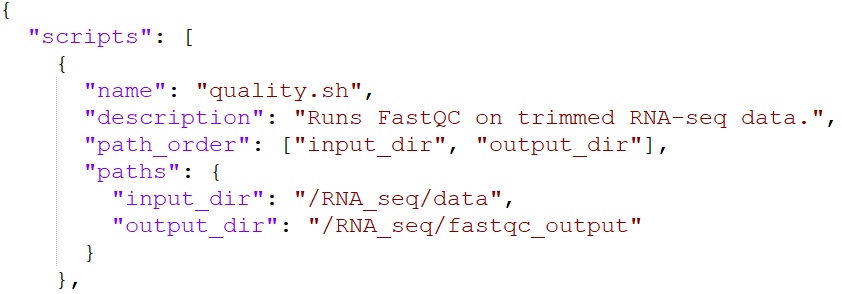 {
  "scripts": [
    {
      "name": "quality.sh",
      "description": "Runs FastQC on trimmed RNA-seq data.",
      "path_order": ["input_dir", "output_dir"],
      "paths": {
        "input_dir": "/RNA_seq/data",
        "output_dir": "/RNA_seq/fastqc_output"
      }
    },